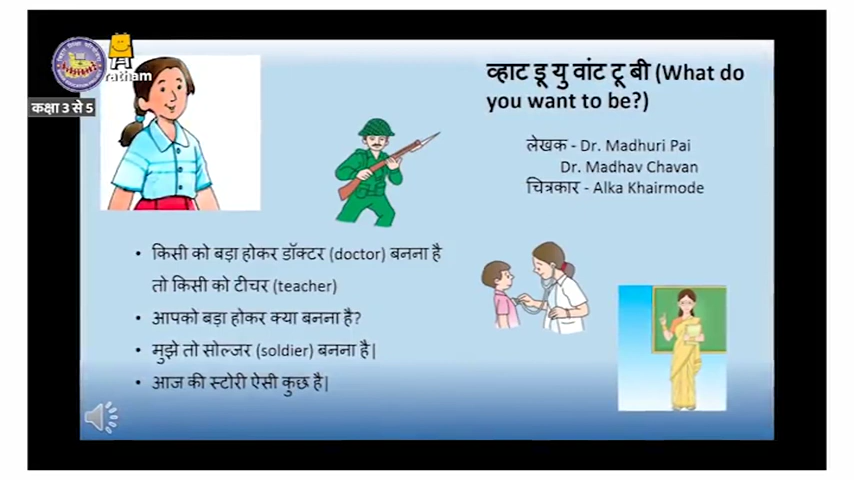 ratham
कक्षा 3 से 5
व्हाट डू यु वांट टू बी (What do
you want to be?)
लेखक - Dr. Madhuri Pai
Dr. Madhav Chavan
चित्रकार - Alka Khairmode
• किसी को बड़ा होकर डॉक्टर (doctor) बनना है
तो किसी को टीचर (teacher)
• आपको बड़ा होकर क्या बनना है?
• मुझे तो सोल्जर (soldier) बनना है|
• आज की स्टोरी ऐसी कुछ है|